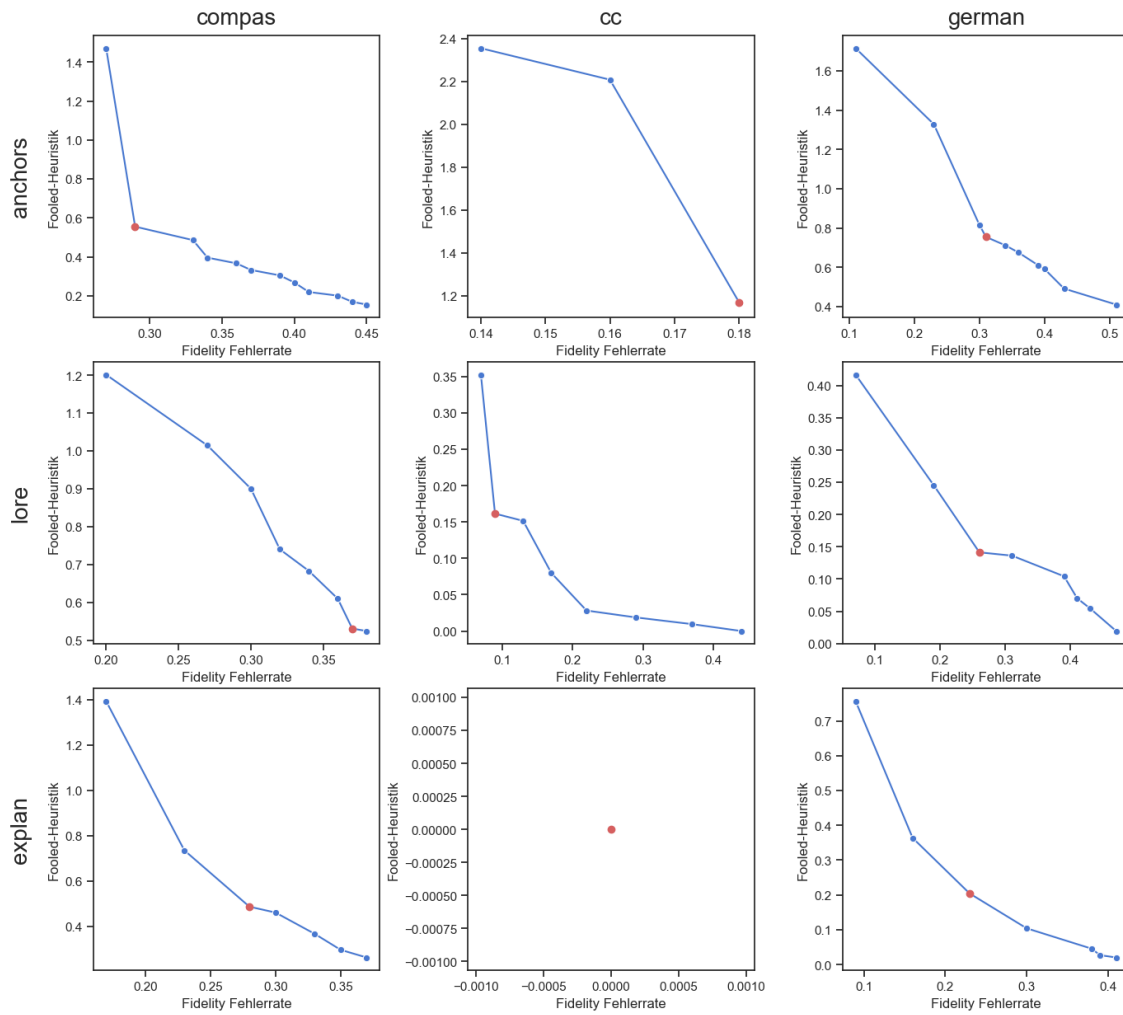 compas
cc
german
anchors
Fooled-Heuristik
1.4
1.2
1.0
0.8
0.6
0.4
0.2
0.30 0.35 0.40 0.45
Fidelity Fehlerrate
Fooled-Heuristik
2.4
2.2
2.0
1.8
1.6
1.4
1.2
0.14 0.15 0.16 0.17 0.18
Fidelity Fehlerrate
Fooled-Heuristik
1.6
1.4
1.2
1.0
0.8
0.6
0.4
0.1 0.2 0.3 0.4 0.5
Fidelity Fehlerrate
lore
Fooled-Heuristik
1.2
1.1
1.0
0.9
0.8
0.7
0.6
0.5
0.20 0.25 0.30 0.35
Fidelity Fehlerrate
Fooled-Heuristik
0.35
0.30
0.25
0.20
0.15
0.10
0.05
0.00
0.1 0.2 0.3 0.4
Fidelity Fehlerrate
Fooled-Heuristik
0.40
0.35
0.30
0.25
0.20
0.15
0.10
0.05
0.00
0.1 0.2 0.3 0.4
Fidelity Fehlerrate
explan
Fooled-Heuristik
1.4
1.2
1.0
0.8
0.6
0.4
0.20 0.25 0.30 0.35
Fidelity Fehlerrate
Fooled-Heuristik
0.00100
0.00075
0.00050
0.00025
0.00000
−0.00025
−0.00050
−0.00075
−0.00100
−0.0010 −0.0005 0.0000 0.0005 0.0010
Fidelity Fehlerrate
Fooled-Heuristik
0.7
0.6
0.5
0.4
0.3
0.2
0.1
0.0
0.1 0.2 0.3 0.4
Fidelity Fehlerrate